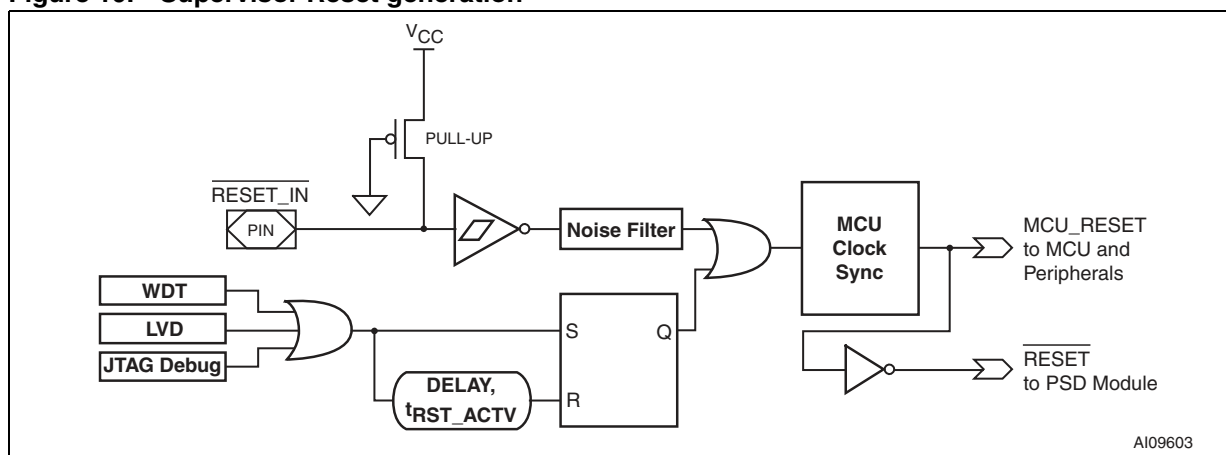 Figure Supervisor Reset generation
VCC
PULL-UP
RESET_IN
PIN
Noise Filter
MCU
Clock
Sync
MCU_RESET
to MCU and
Peripherals
WDT
LVD
JTAG Debug
S
Q
R
DELAY,
tRST_ACTV
RESET
to PSD Module
AI09603